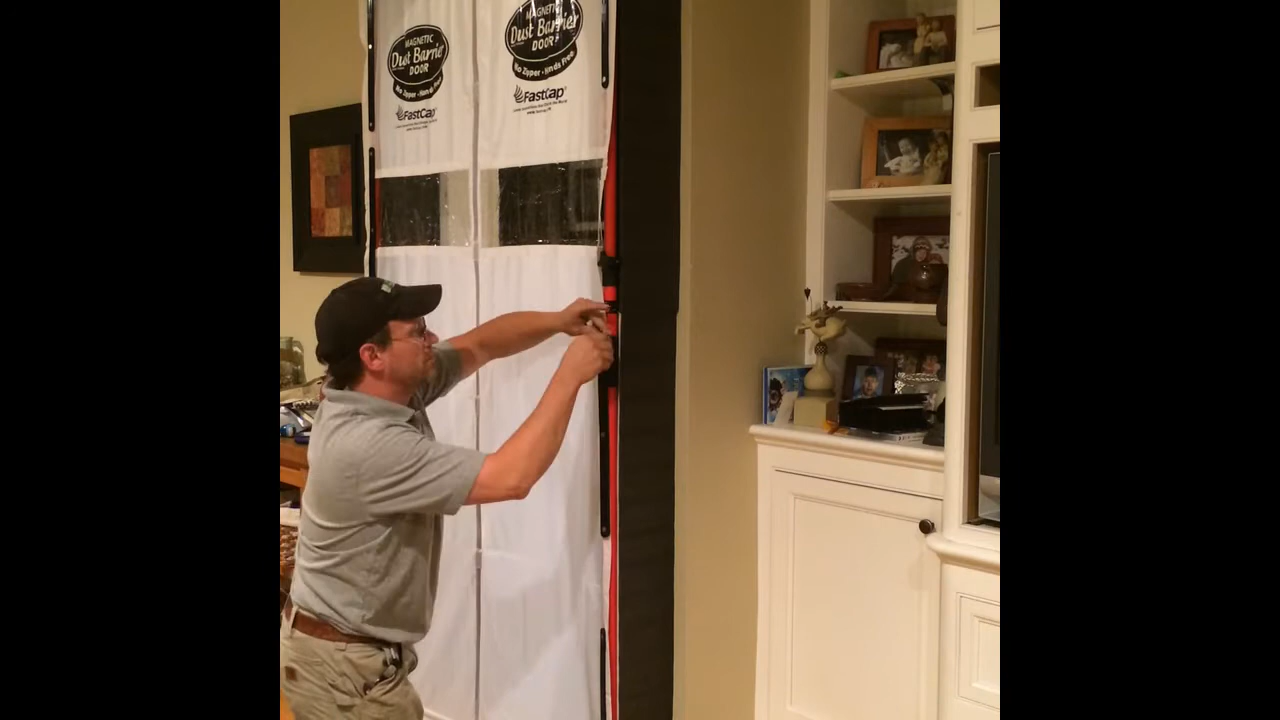 MAGNETIC
Dust Barrier
DOOR
No Zipper - Hands Free
FastCap
MAGNETIC
Dust Barrier
DOOR
No Zipper - Hands Free
FastCap